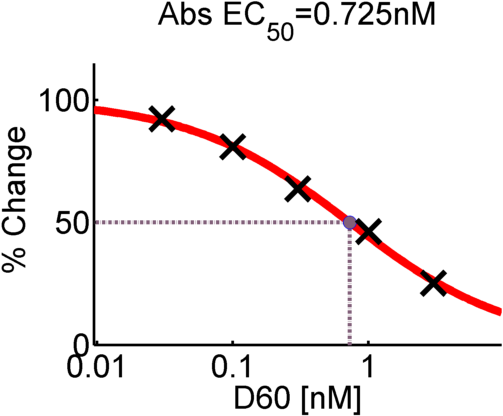 Abs EC50=0.725nM
100
50
0
% Change
0.01 0.1 1
D60 [nM]